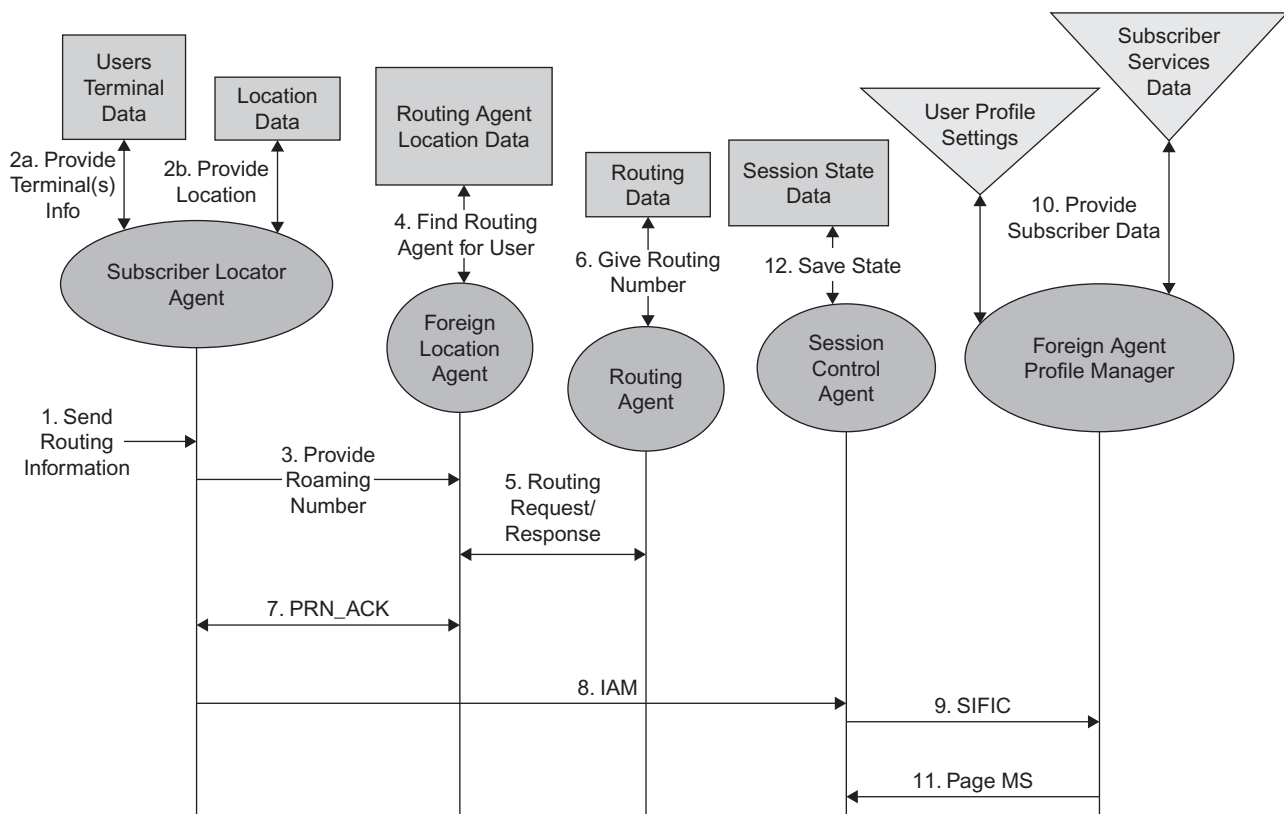 Users
Terminal
Data
Location
Data
Routing Agent
Location Data
Routing
Data
Session State
Data
User Profile
Settings
Subscriber
Services
Data
2a. Provide
Terminal(s)
Info
2b. Provide
Location
4. Find Routing
Agent for User
6. Give Routing
Number
12. Save State
10. Provide
Subscriber Data
Subscriber Locator
Agent
Foreign
Location
Agent
Routing
Agent
Session
Control
Agent
Foreign Agent
Profile Manager
1. Send
Routing
Information
3. Provide
Roaming
Number
5. Routing
Request/
Response
7. PRN_ACK
8. IAM
9. SIFIC
11. Page MS